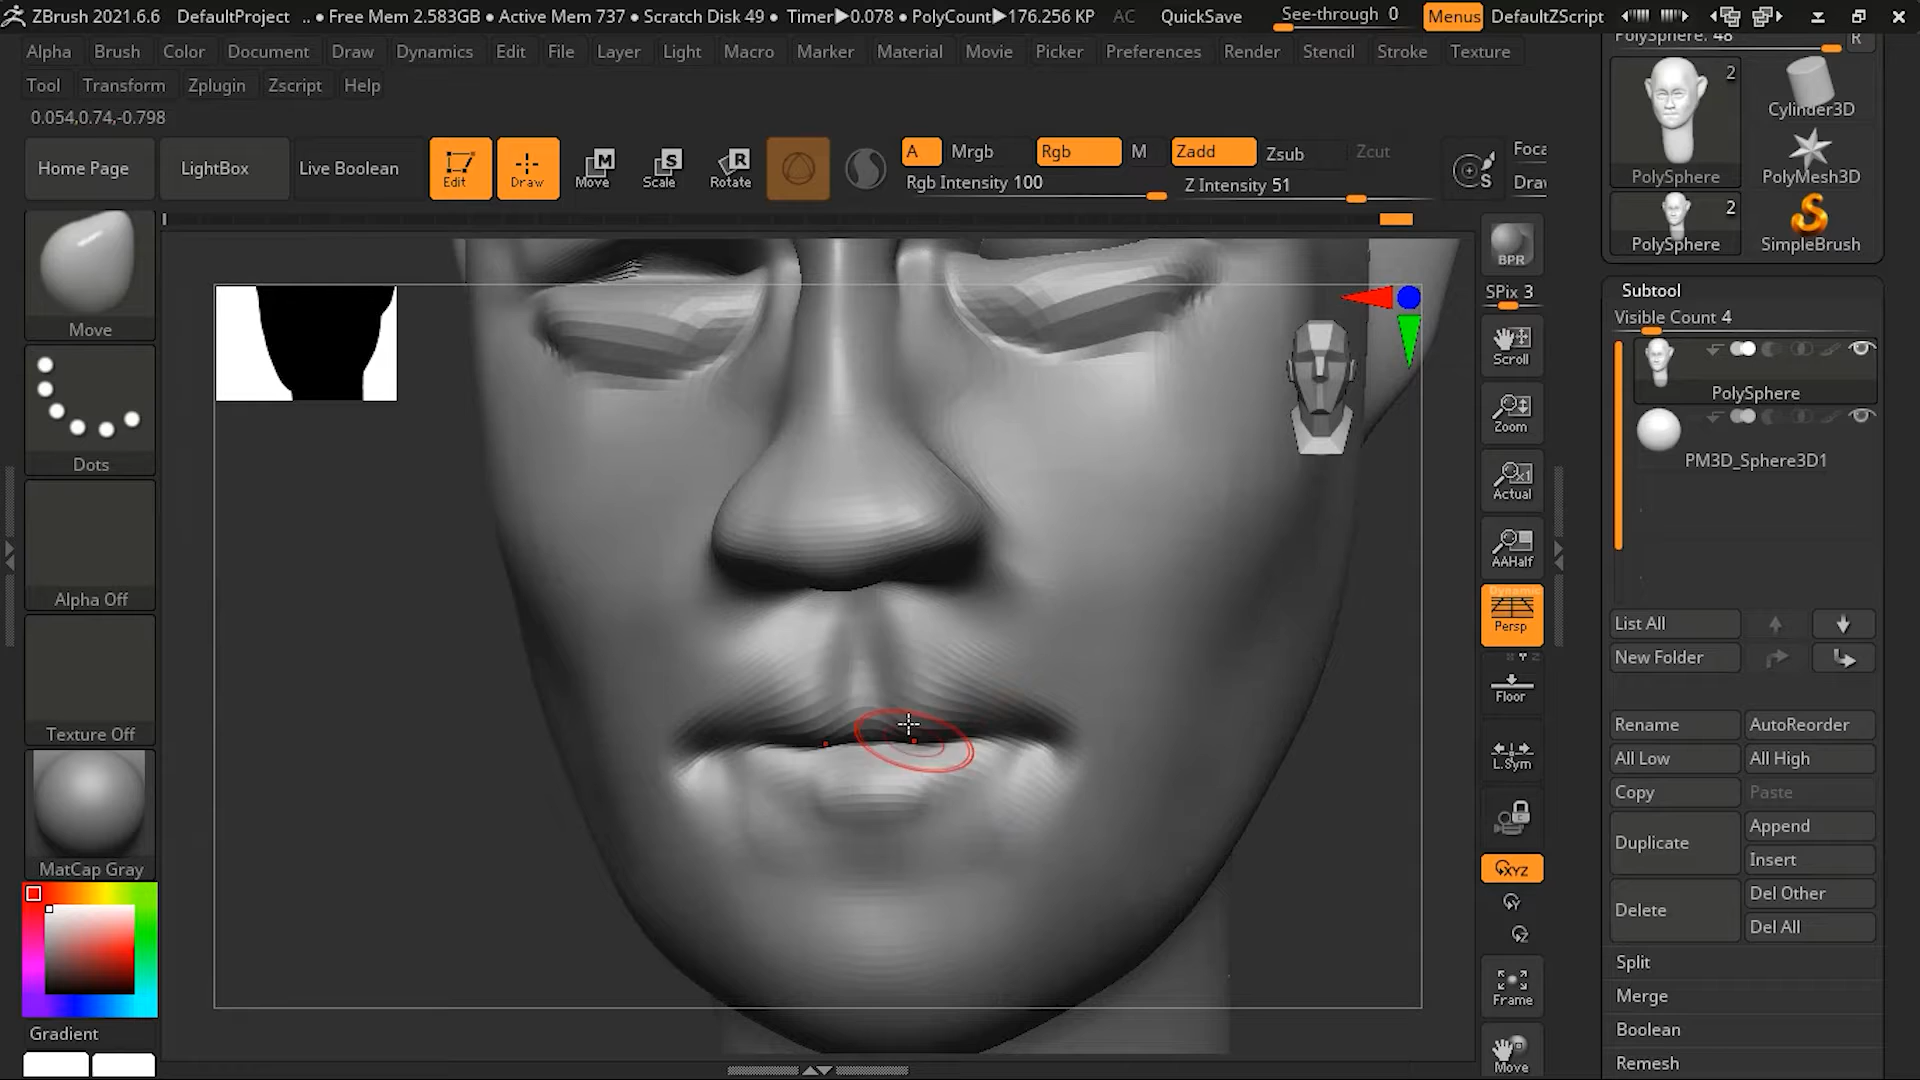 ZBrush 2021.6.6 DefaultProject .. • Free Mem 2.583GB • Active Mem 737 • Scratch Disk 49 • Timer▶0.078 • PolyCount▶176.256 KP AC QuickSave See-through 0 Menus DefaultZScript
Alpha Brush Color Document Draw Dynamics Edit File Layer Light Macro Marker Material Movie Picker Preferences Render Stencil Stroke Texture
Tool Transform Zplugin Zscript Help
0.054,0.74,-0.798
Home Page LightBox Live Boolean Edit Draw Move Scale Rotate
M S R
A Mrgb Rgb M Zadd Zsub Zcut
Rgb Intensity 100 Z Intensity 51
S
Foca
Drav
Move
Dots
Alpha Off
Texture Off
MatCap Gray
Gradient
BPR
SPix 3
Scroll
Zoom
Actual
AAHalf
Dynamic
Persp
Floor
L.Sym
XYZ
Y
Z
Frame
Move
PolySphere. 48 R
2
PolySphere
Cylinder3D
PolyMesh3D
2
PolySphere
SimpleBrush
Subtool
Visible Count 4
PolySphere
PM3D_Sphere3D1
List All
New Folder
Rename AutoReorder
All Low All High
Copy Paste
Duplicate Append
Insert
Delete Del Other
Del All
Split
Merge
Boolean
Remesh